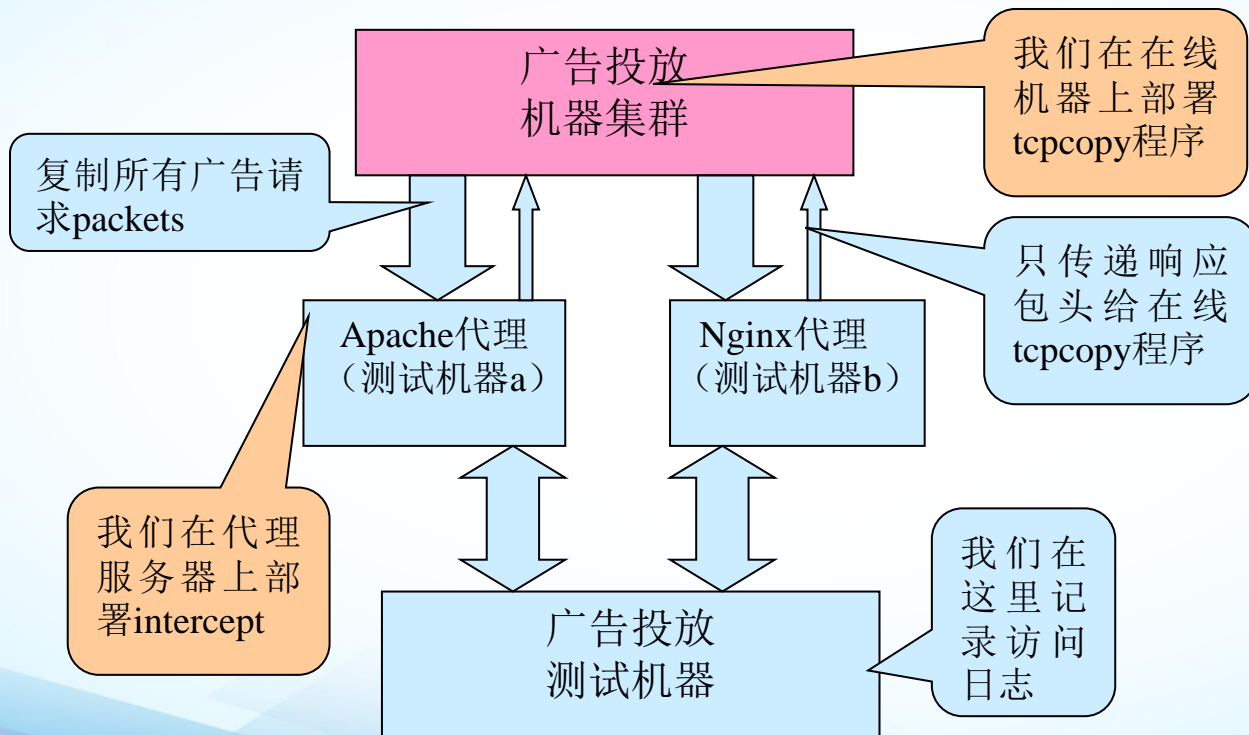 广告投放
机器集群
我们在在线
机器上部署
tcpcopy程序
复制所有广告请
求packets
只传递响应
包头给在线
tcpcopy程序
Apache代理
（测试机器a）
Nginx代理
（测试机器b）
我们在代理
服务器上部
署intercept
我们在
这里记
录访问
日志
广告投放
测试机器